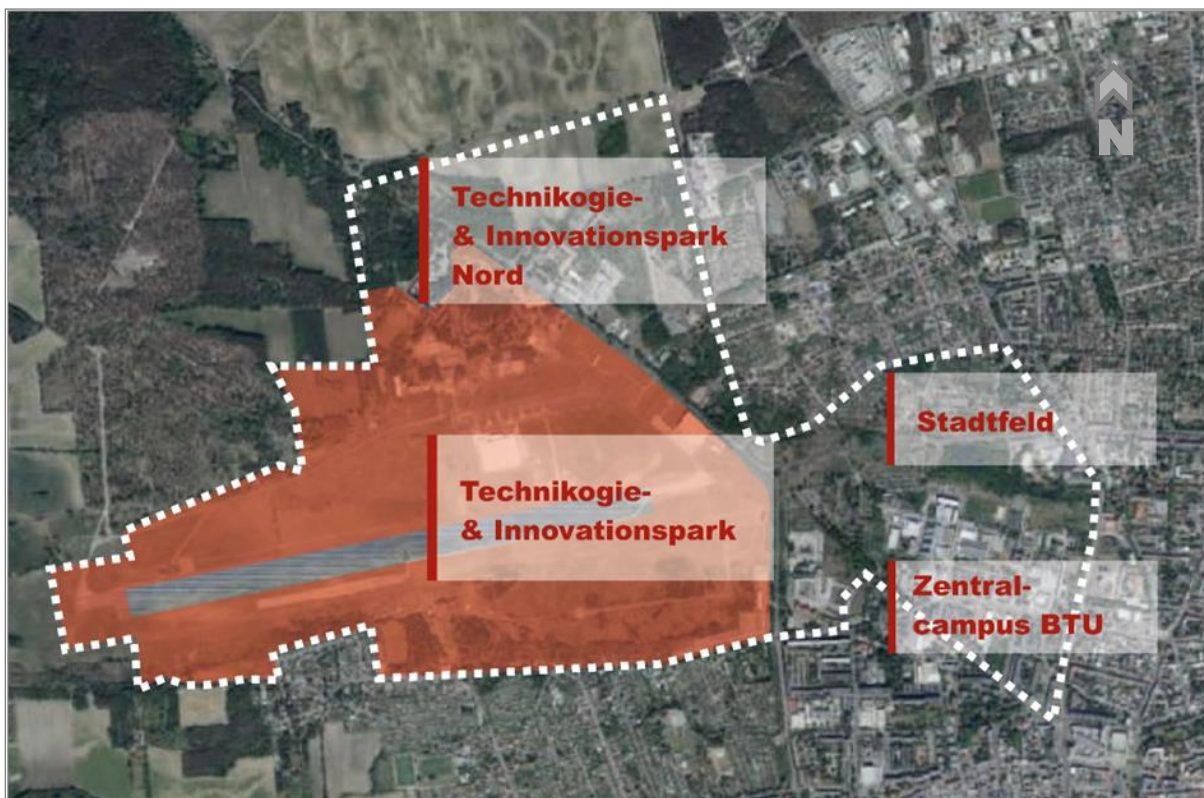 N
Technikogie-
& Innovationspark
Nord
Stadtfeld
Technikogie-
& Innovationspark
Zentral-
campus BTU